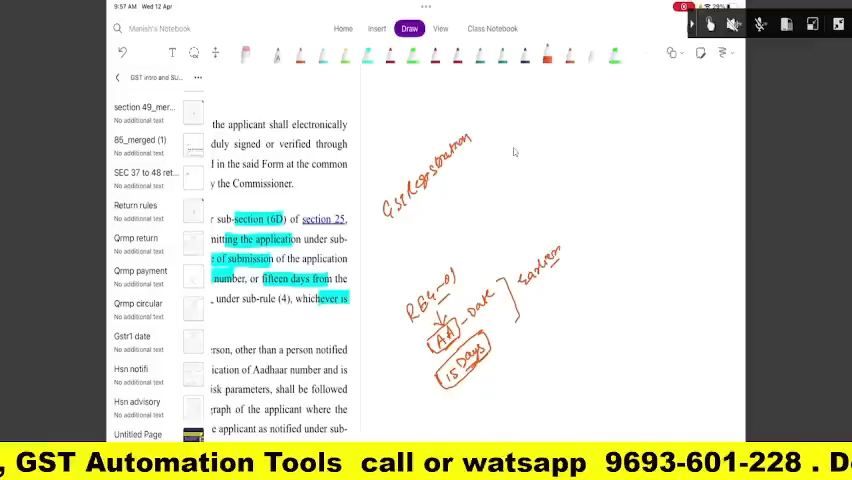 9:57 AM Wed 12 Apr
29%
Manish's Notebook
Home Insert Draw View Class Notebook
GST intro and SU...
section 49_mer...
No additional text
85_merged (1)
No additional text
SEC 37 to 48 ret...
No additional text
Return rules
No additional text
Qrmp return
No additional text
Qrmp payment
No additional text
Qrmp circular
No additional text
Gstr1 date
No additional text
Hsn notifi
No additional text
Hsn advisory
No additional text
Untitled Page
the applicant shall electronically
duly signed or verified through
d in the said Form at the common
y the Commissioner.
r sub-section (6D) of section 25,
mitting the application under sub-
e of submission of the application
number, or fifteen days from the
under sub-rule (4), whichever is
erson, other than a person notified
ication of Aadhaar number and is
isk parameters, shall be followed
graph of the applicant where the
e applicant as notified under sub-
GST Registration
REG-01
AA - Date
15 Days
Earlier
, GST Automation Tools call or watsapp 9693-601-228 . De